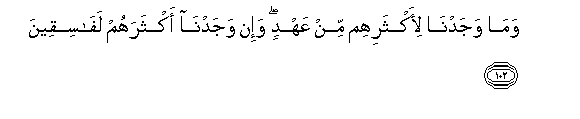 وَمَا وَجَدْنَا لِأَكْثَرِهِم مِّنْ عَهْدٍ ۖ وَإِن وَجَدْنَآ أَكْثَرَهُمْ لَفَـٰسِقِينَ
١٠٢